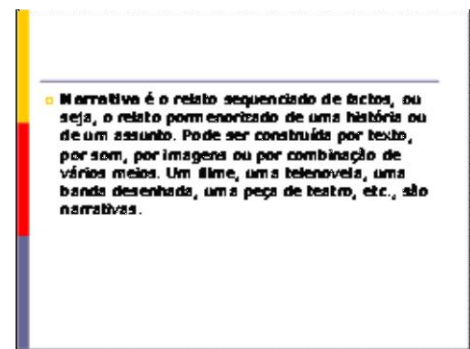 Narrativa é o relato sequenciado de factos, ou
seja, o relato pormenorizado de uma história ou
de um assunto. Pode ser construída por texto,
por som, por imagens ou por combinação de
vários meios. Um filme, uma telenovela, uma
banda desenhada, uma peça de teatro, etc., são
narrativas.